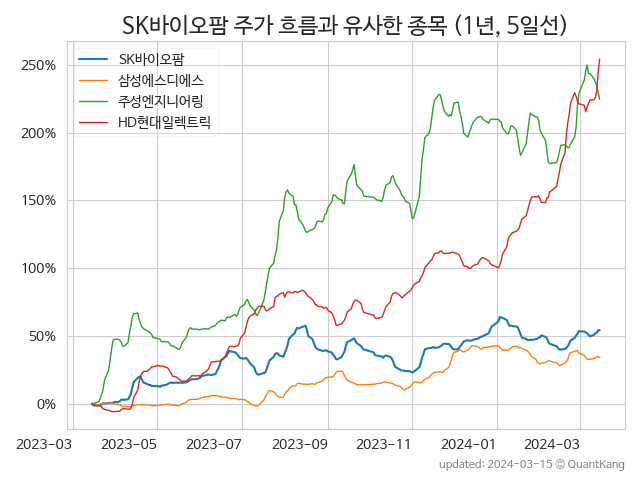 SK바이오팜 주가 흐름과 유사한 종목 (1년, 5일선)
SK바이오팜
삼성에스디에스
주성엔지니어링
HD현대일렉트릭
250%
200%
150%
100%
50%
0%
2023-03 2023-05 2023-07 2023-09 2023-11 2024-01 2024-03
updated: 2024-03-15 © QuantKang